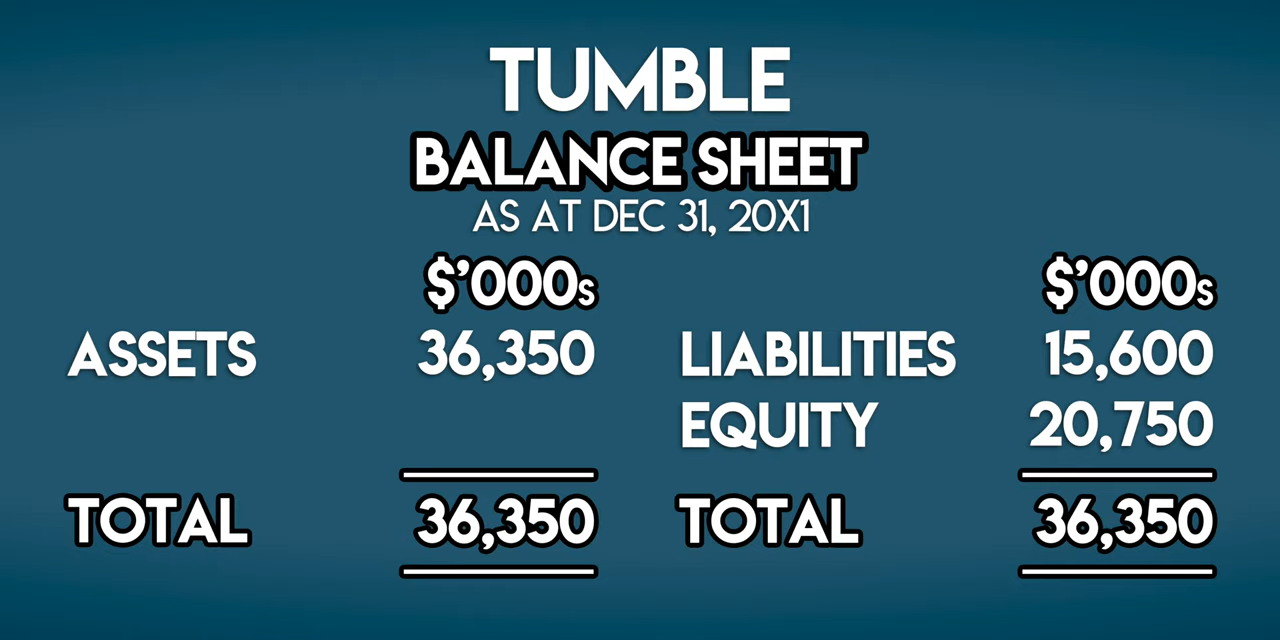 TUMBLE
BALANCE SHEET
AS AT DEC 31, 20X1
$'000s $'000s
ASSETS 36,350 LIABILITIES 15,600
EQUITY 20,750
TOTAL 36,350 TOTAL 36,350